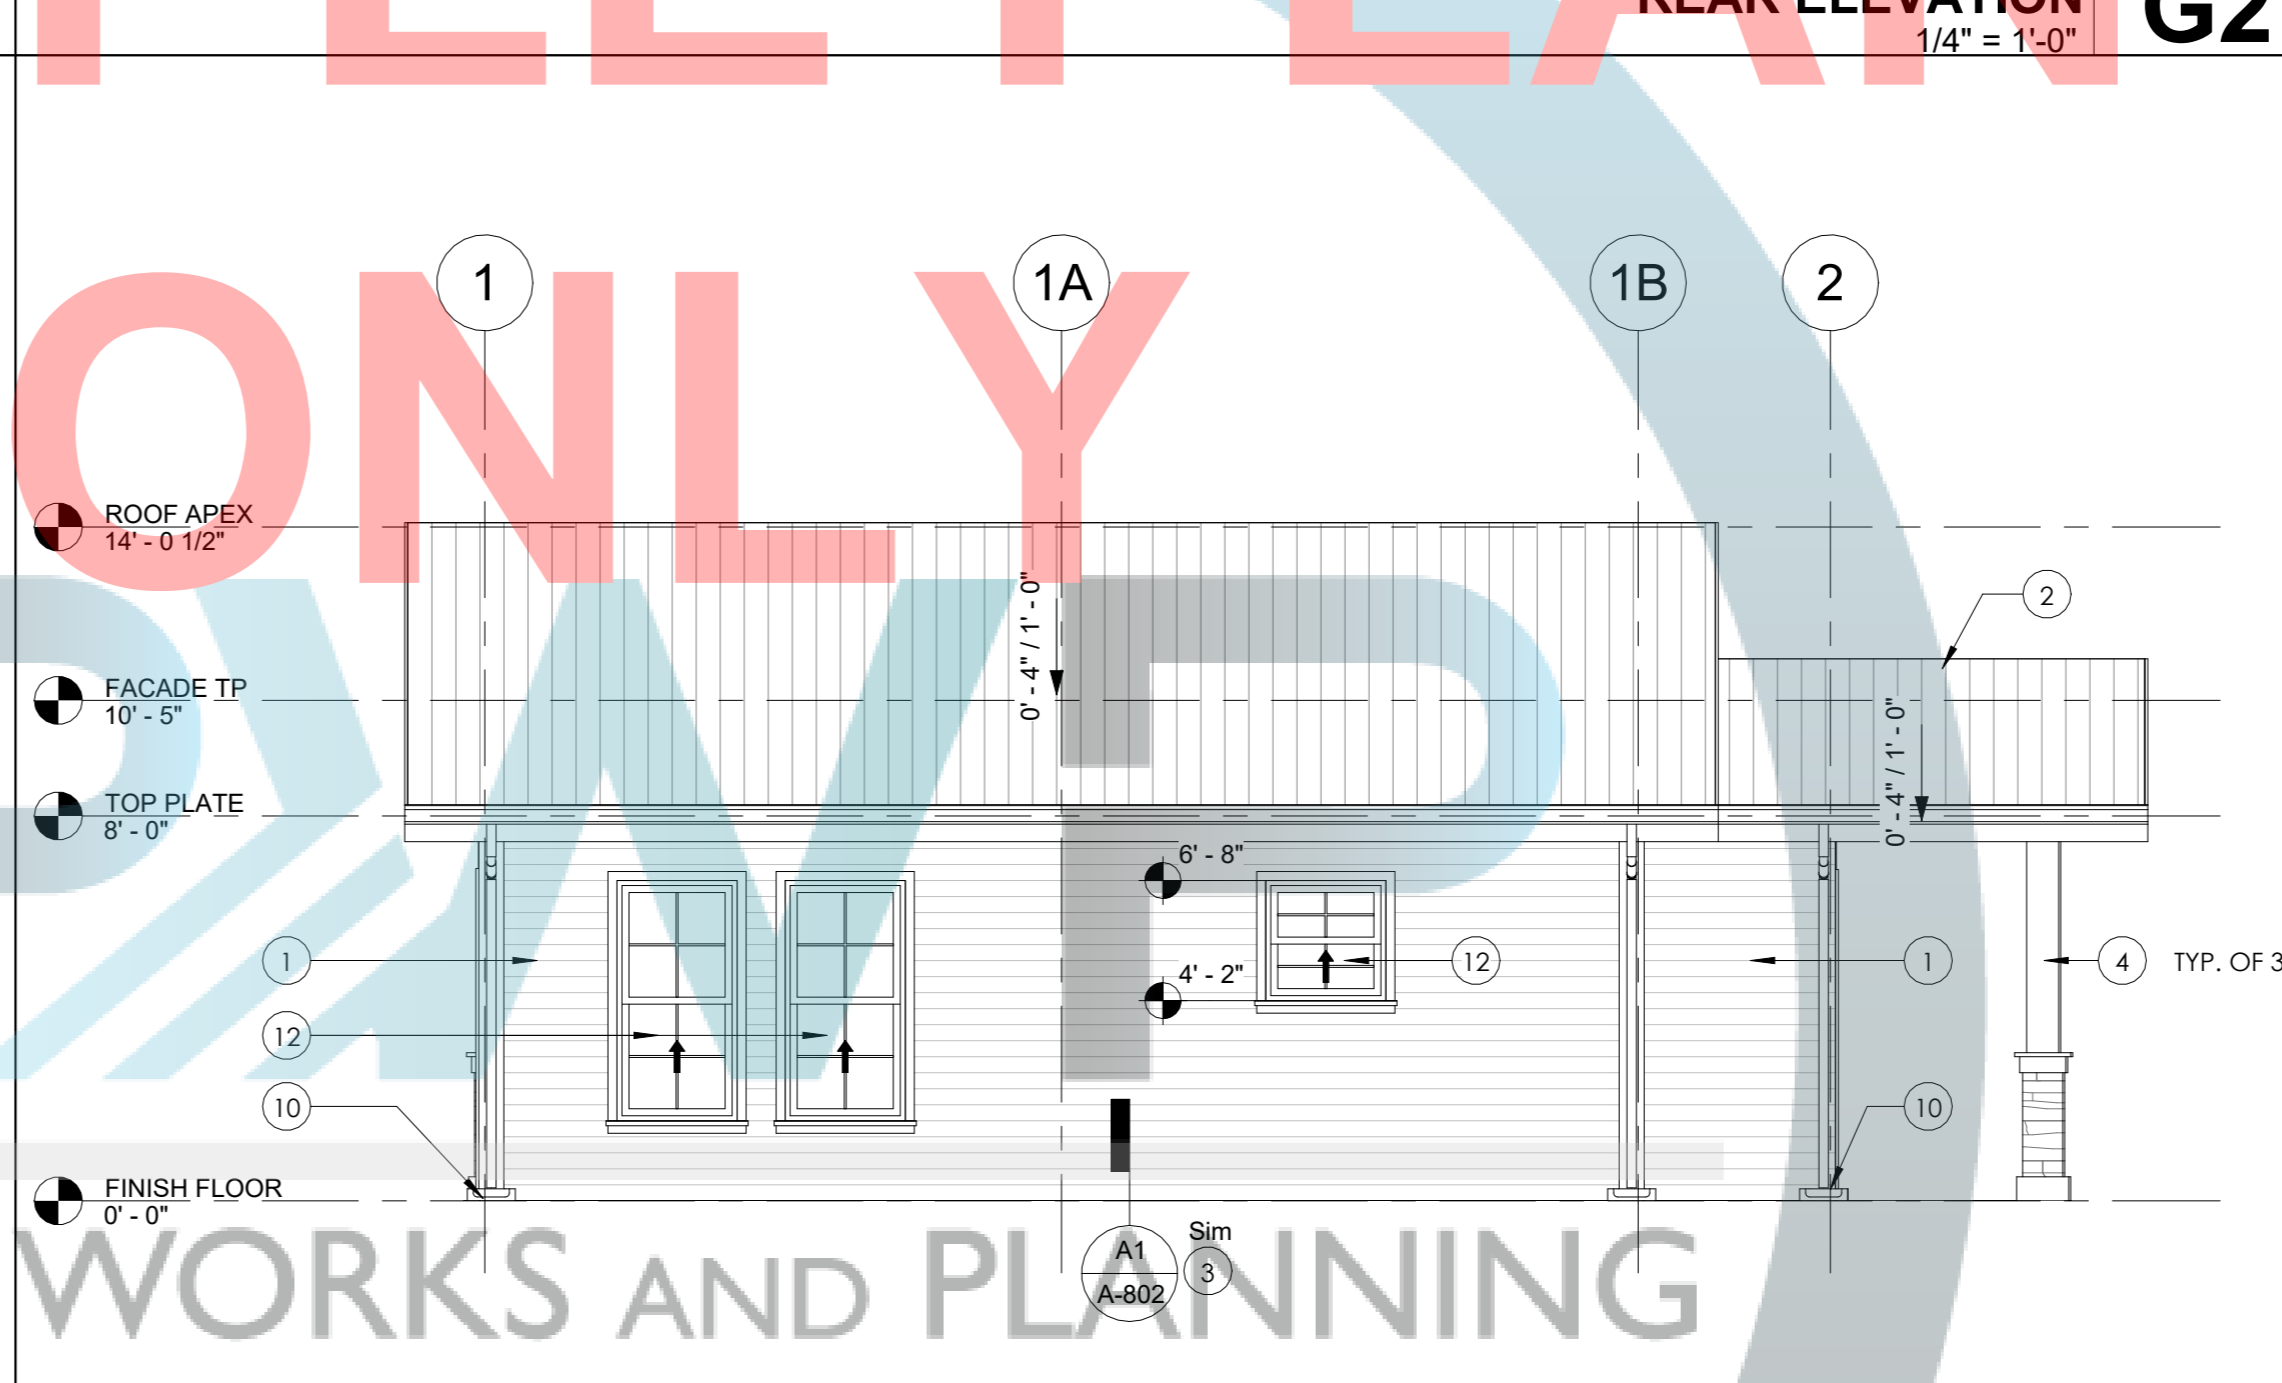 REAR ELEVATION
1/4" = 1'-0"
G2
ONLY
1
1A
1B
2
ROOF APEX
14' - 0 1/2"
0' - 4" / 1' - 0"
2
FACADE TP
10' - 5"
0' - 4" / 1' - 0"
TOP PLATE
8' - 0"
6' - 8"
4' - 2"
1
12
1
4
TYP. OF 3
12
10
10
FINISH FLOOR
0' - 0"
A1
A-802
Sim
3
WORKS AND PLANNING